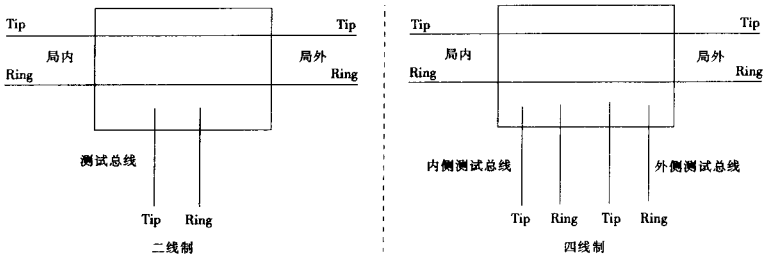 Tip Tip
局内 局外
Ring Ring
测试总线
Tip Ring
二线制
Tip Tip
局内 局外
Ring Ring
内侧测试总线 外侧测试总线
Tip Ring Tip Ring
四线制